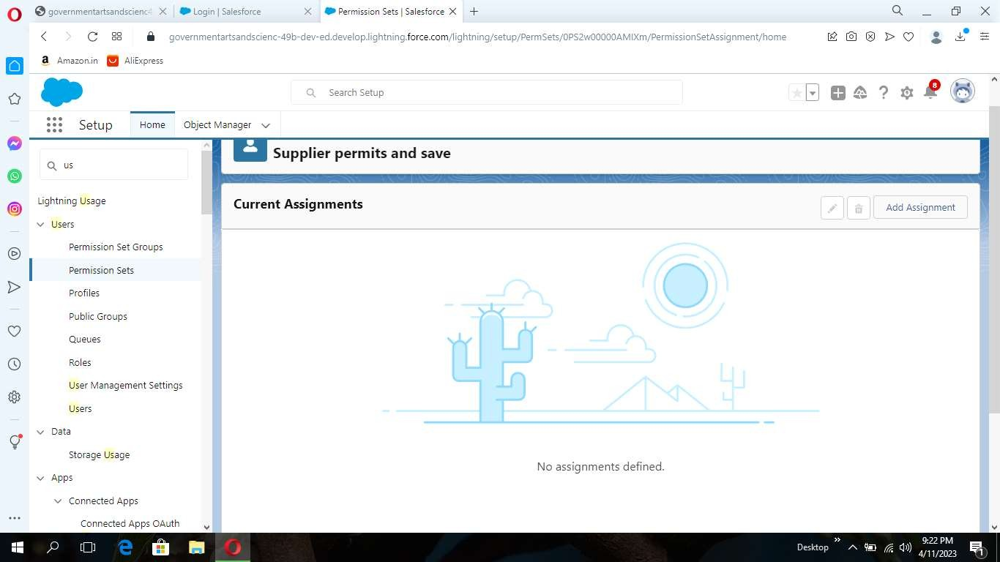 governmentartsandscienc4
Login | Salesforce
Permission Sets | Salesforce
governmentartsandscienc-49b-dev-ed.develop.lightning.force.com/lightning/setup/PermSets/0PS2w00000AMIXm/PermissionSetAssignment/home
Amazon.in
AliExpress
Search Setup
8
Setup
Home
Object Manager
us
Lightning Usage
Users
Permission Set Groups
Permission Sets
Profiles
Public Groups
Queues
Roles
User Management Settings
Users
Data
Storage Usage
Apps
Connected Apps
Connected Apps OAuth
Supplier permits and save
Current Assignments
Add Assignment
No assignments defined.
Desktop
9:22 PM
4/11/2023
1